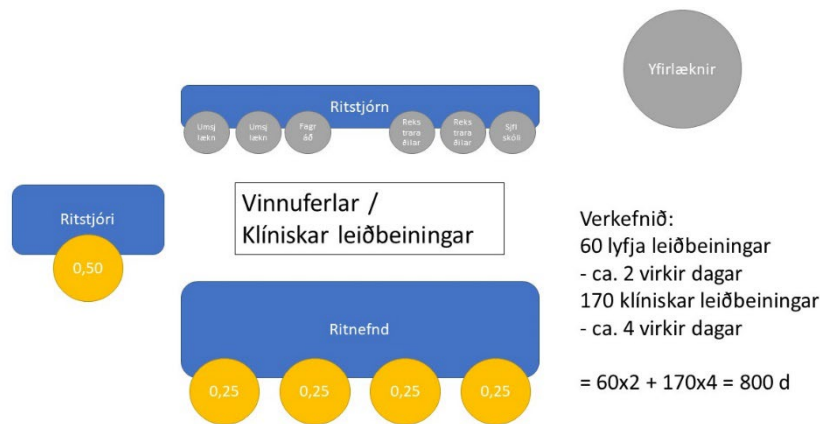 Yfirlæknir
Ritstjórn
Umsj
lækn
Umsj
lækn
Fagr
áð
Reks
trara
ðilar
Reks
trara
ðilar
Sjfl
skóli
Ritstjóri
0,50
Vinnuferlar /
Klíniskar leiðbeiningar
Ritnefnd
0,25
0,25
0,25
0,25
Verkefnið:
60 lyfja leiðbeiningar
- ca. 2 virkir dagar
170 klíniskar leiðbeiningar
- ca. 4 virkir dagar
= 60x2 + 170x4 = 800 d